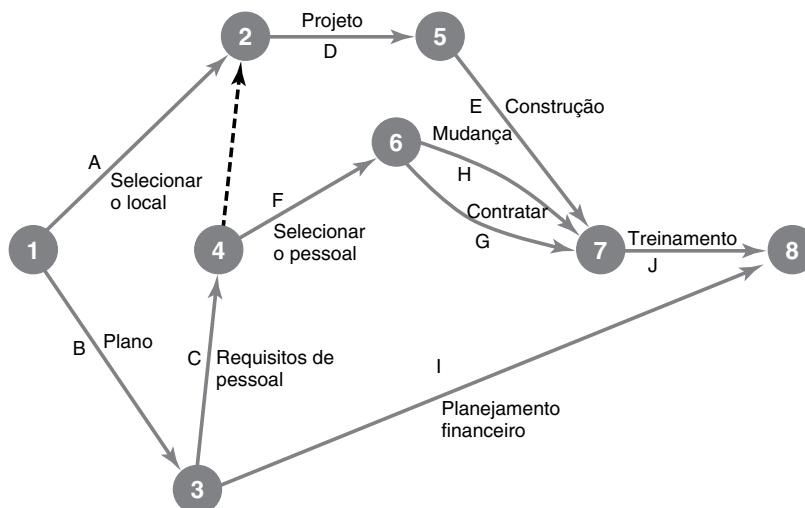 Projeto
2
5
D
E
Construção
6
Mudança
A
H
Selecionar
o local
F
Contratar
Selecionar
o pessoal
G
1
4
7
Treinamento
8
J
B
Plano
C
Requisitos de
pessoal
I
Planejamento
financeiro
3